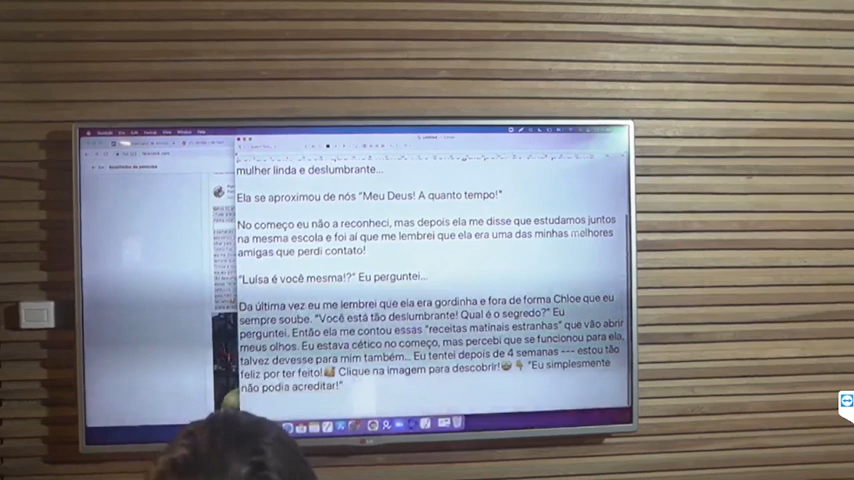 mulher linda e deslumbrante...
Ela se aproximou de nós "Meu Deus! A quanto tempo!"
No começo eu não a reconheci, mas depois ela me disse que estudamos juntos
na mesma escola e foi aí que me lembrei que ela era uma das minhas melhores
amigas que perdi contato!
"Luísa é você mesma!?" Eu perguntei...
Da última vez eu me lembrei que ela era gordinha e fora de forma Chloe que eu
sempre soube. "Você está tão deslumbrante! Qual é o segredo?" Eu
perguntei. Então ela me contou essas "receitas matinais estranhas" que vão abrir
meus olhos. Eu estava cético no começo, mas percebi que se funcionou para ela,
talvez devesse para mim também... Eu tentei depois de 4 semanas --- estou tão
feliz por ter feito! Clique na imagem para descobrir! "Eu simplesmente
não podia acreditar!"